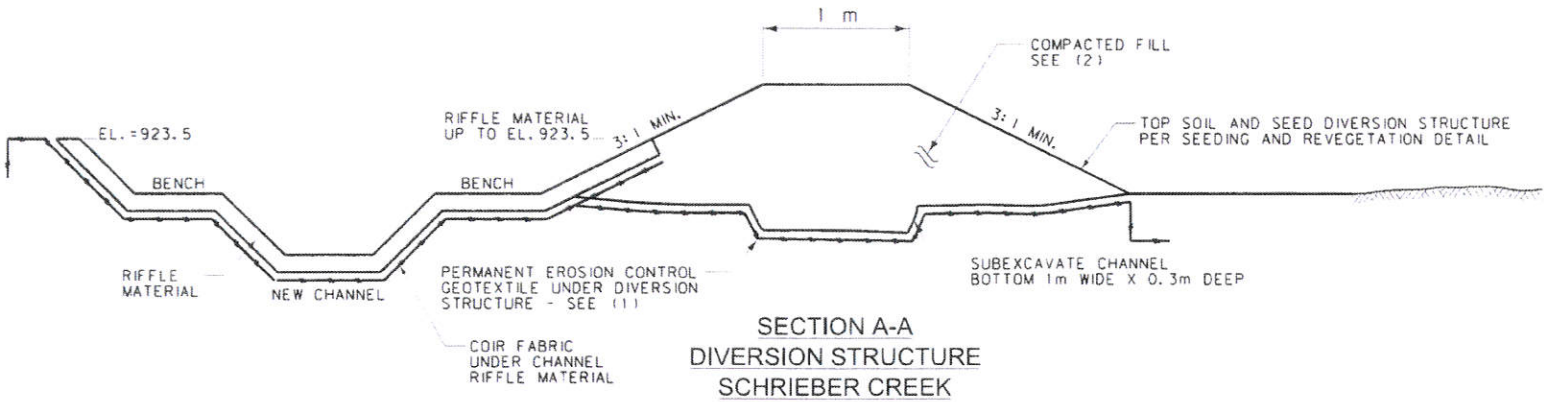 1 m
COMPACTED FILL
SEE (2)
RIFFLE MATERIAL
UP TO EL.923.5
3:1 MIN.
3:1 MIN.
EL.=923.5
TOP SOIL AND SEED DIVERSION STRUCTURE
PER SEEDING AND REVEGETATION DETAIL
BENCH
BENCH
RIFFLE
MATERIAL
NEW CHANNEL
PERMANENT EROSION CONTROL
GEOTEXTILE UNDER DIVERSION
STRUCTURE - SEE (1)
SUBEXCAVATE CHANNEL
BOTTOM 1m WIDE X 0.3m DEEP
COIR FABRIC
UNDER CHANNEL
RIFFLE MATERIAL
SECTION A-A
DIVERSION STRUCTURE
SCHRIEBER CREEK